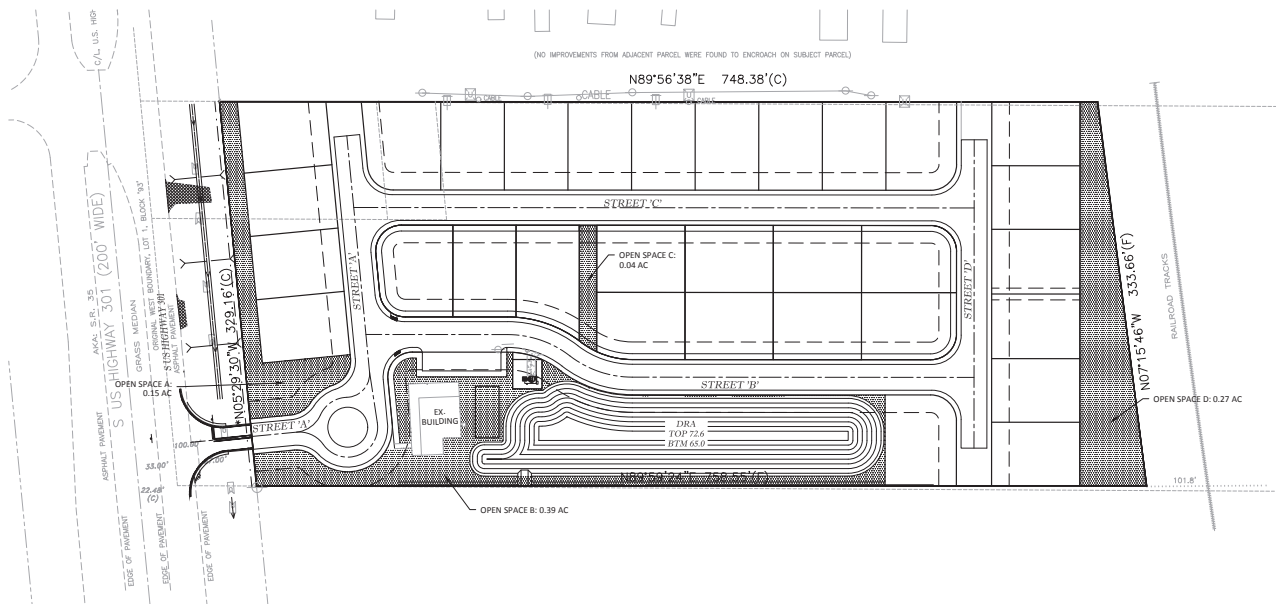 C/L, U.S. HIGH
(NO IMPROVEMENTS FROM ADJACENT PARCEL WERE FOUND TO ENCROACH ON SUBJECT PARCEL)
N89°56'38"E 748.38'(C)
CABLE
CABLE
CABLE
S US HIGHWAY 301 (200' WIDE)
AKA: S.R. 35
GRASS MEDIAN
ORIGINAL WEST BOUNDARY, LOT 1, BLOCK '93'
S US HIGHWAY 301
ASPHALT PAVEMENT
*N05°29'30"W 329.16'(C)
STREET 'C'
STREET 'A'
OPEN SPACE C:
0.04 AC
STREET 'D'
N07°15'46"W 333.66'(F)
RAILROAD TRACKS
OPEN SPACE A:
0.15 AC
STREET 'B'
OPEN SPACE D: 0.27 AC
EX.
BUILDING
DRA
TOP 72.6
BTM 65.0
STREET 'A'
100.00'
33.00'
22.48'
(C)
N89°59'24"E 758.55'(F)
101.8'
OPEN SPACE B: 0.39 AC
ASPHALT PAVEMENT
EDGE OF PAVEMENT
EDGE OF PAVEMENT
EDGE OF PAVEMENT